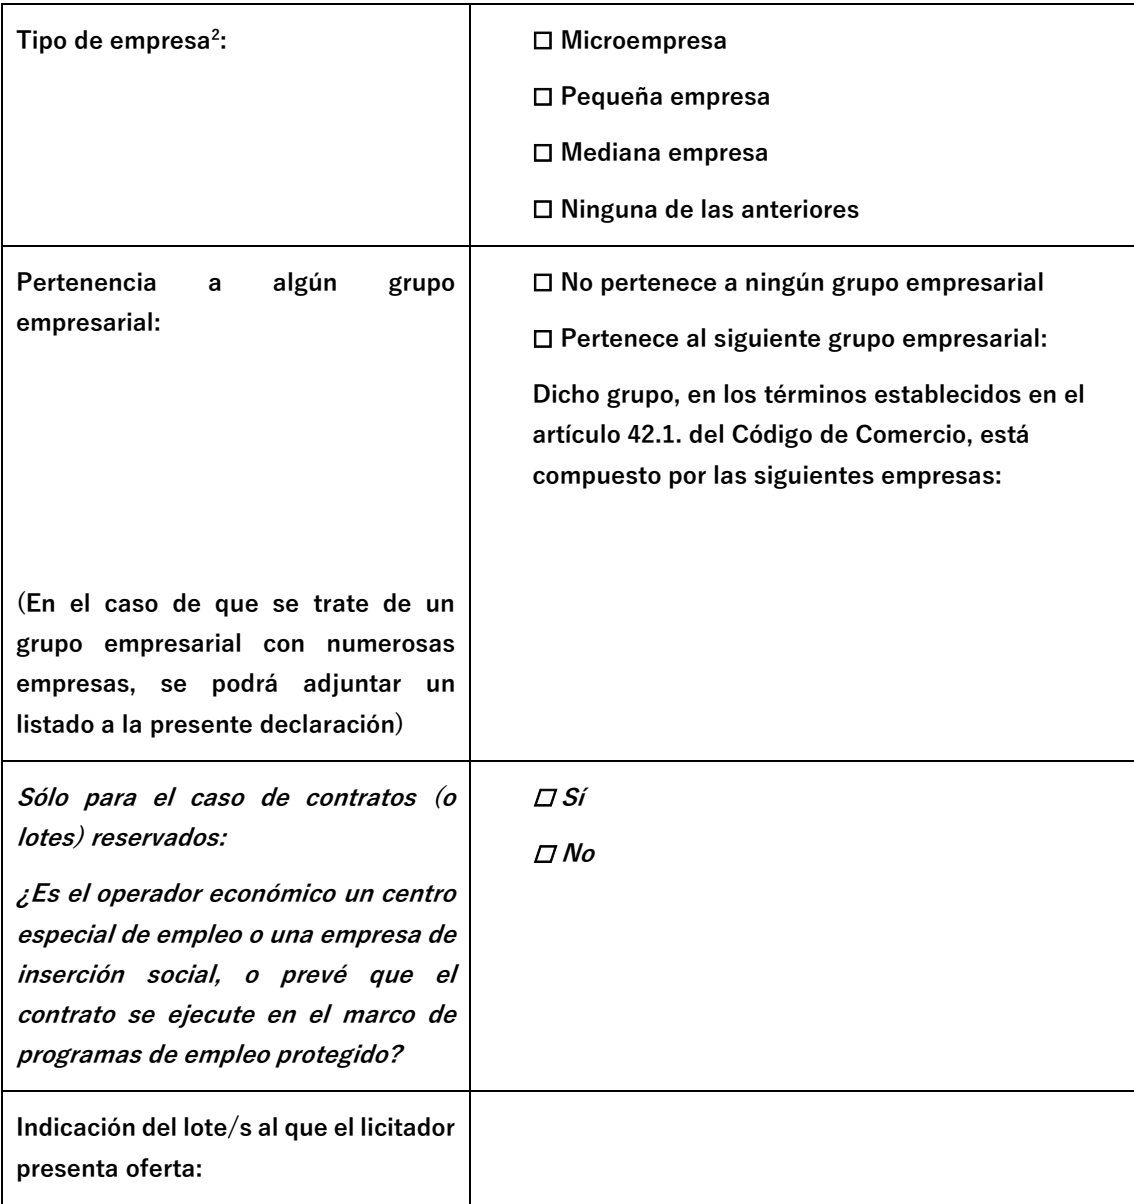 Tipo de empresa²:
☐ Microempresa
☐ Pequeña empresa
☐ Mediana empresa
☐ Ninguna de las anteriores
Pertenencia a algún grupo
empresarial:
(En el caso de que se trate de un
grupo empresarial con numerosas
empresas, se podrá adjuntar un
listado a la presente declaración)
☐ No pertenece a ningún grupo empresarial
☐ Pertenece al siguiente grupo empresarial:
Dicho grupo, en los términos establecidos en el
artículo 42.1. del Código de Comercio, está
compuesto por las siguientes empresas:
Sólo para el caso de contratos (o
lotes) reservados:
¿Es el operador económico un centro
especial de empleo o una empresa de
inserción social, o prevé que el
contrato se ejecute en el marco de
programas de empleo protegido?
☐ Sí
☐ No
Indicación del lote/s al que el licitador
presenta oferta: